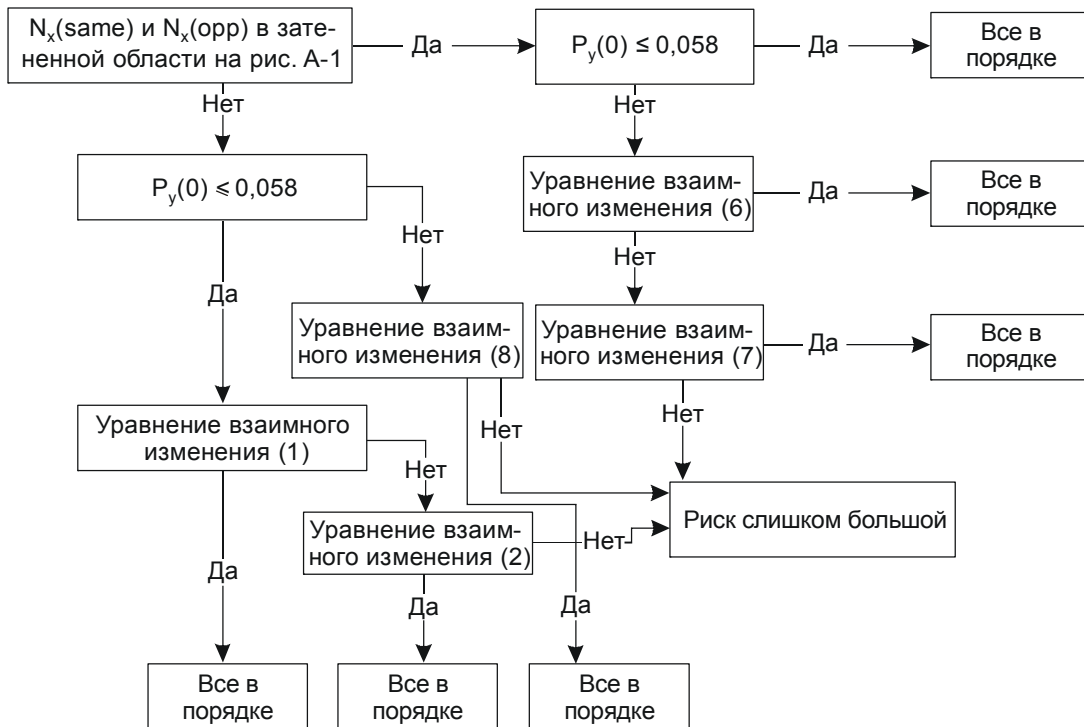 Nₓ(same) и Nₓ(opp) в зате-
ненной области на рис. А-1
Да
P_y(0) ≤ 0,058
Да
Все в
порядке
Нет
Нет
P_y(0) ≤ 0,058
Уравнение взаим-
ного изменения (6)
Да
Все в
порядке
Нет
Нет
Да
Уравнение взаим-
ного изменения (8)
Уравнение взаим-
ного изменения (7)
Да
Все в
порядке
Нет
Нет
Уравнение взаимного
изменения (1)
Нет
Риск слишком большой
Уравнение взаим-
ного изменения (2)
Нет
Да
Да
Да
Все в
порядке
Все в
порядке
Все в
порядке